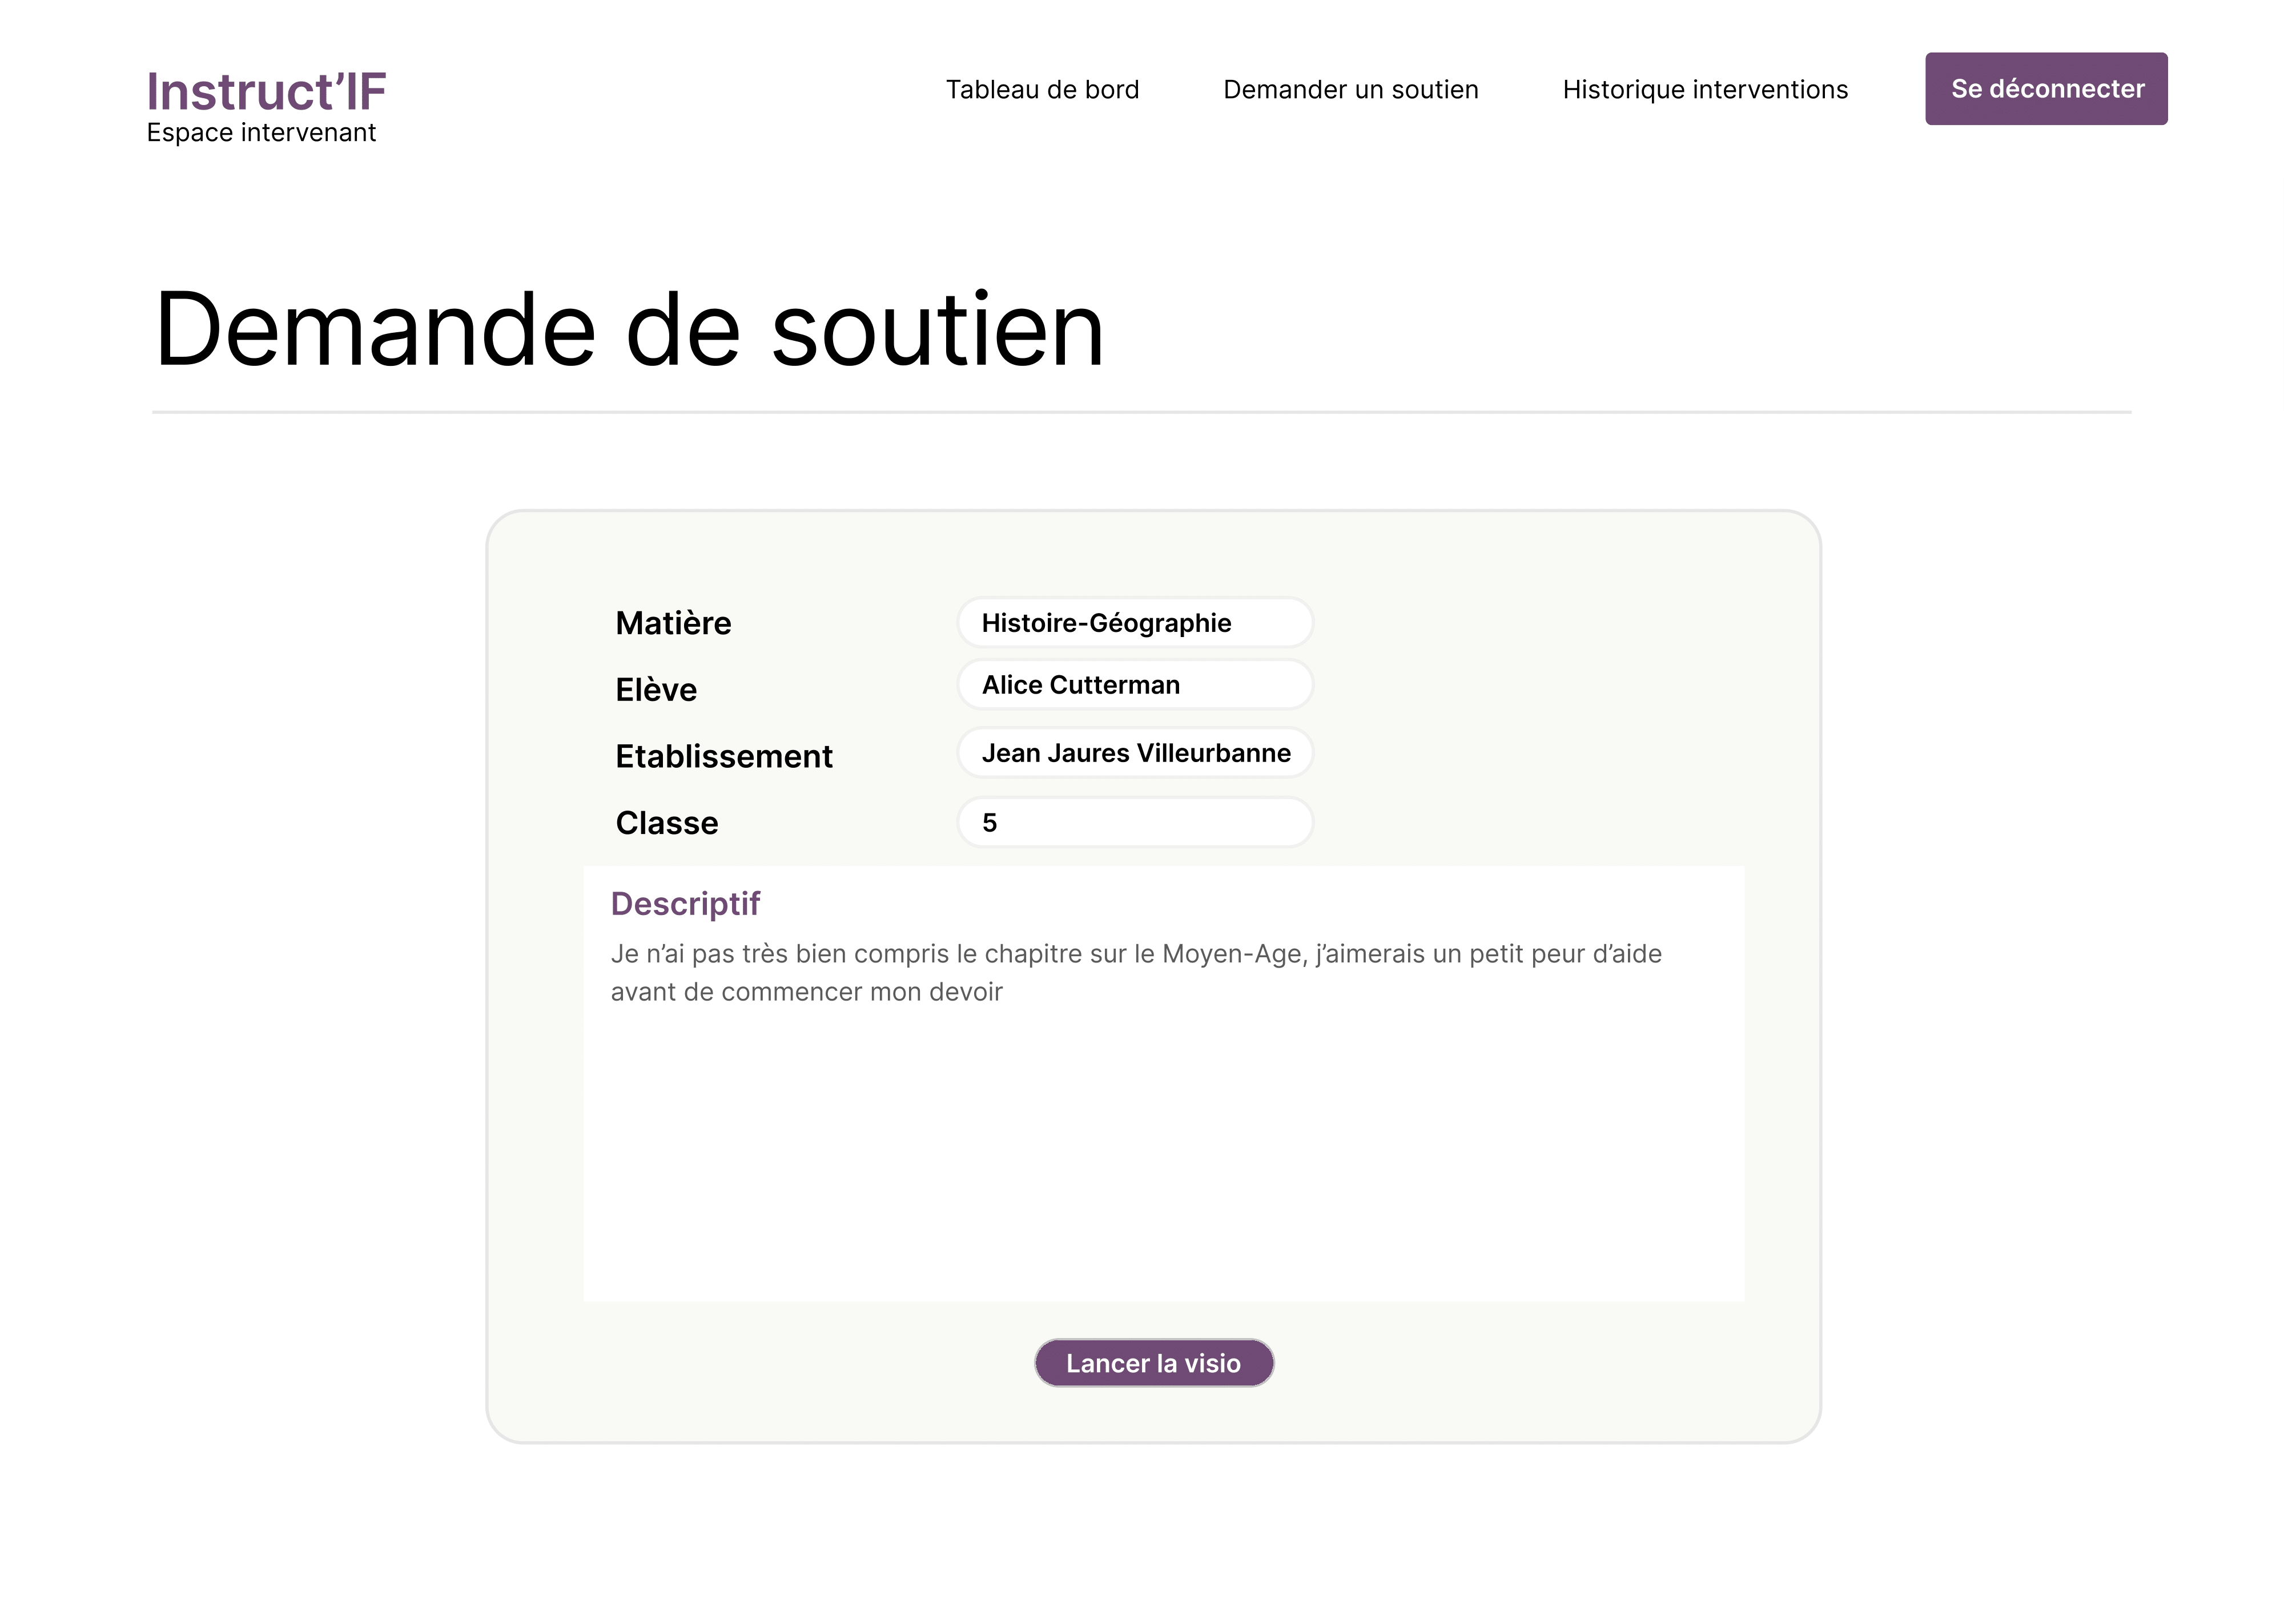 Instruct’IF
Espace intervenant
Tableau de bord
Demander un soutien
Historique interventions
Se déconnecter
Demande de soutien
Matière
Histoire-Géographie
Elève
Alice Cutterman
Etablissement
Jean Jaures Villeurbanne
Classe
5
Descriptif
Je n’ai pas très bien compris le chapitre sur le Moyen-Age, j’aimerais un petit peur d’aide
avant de commencer mon devoir
Lancer la visio